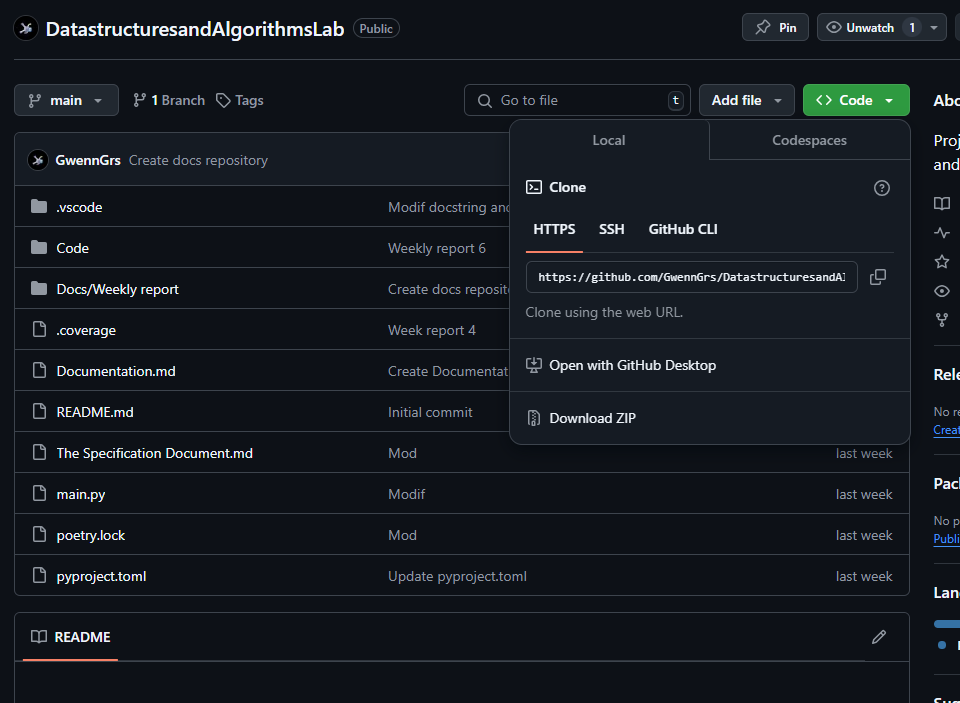 DatastructuresandAlgorithmsLab Public Pin Unwatch 1
main 1 Branch Tags Go to file t Add file Code
Local Codespaces
Clone
HTTPS SSH GitHub CLI
https://github.com/GwennGrs/DatastructuresandAl
Clone using the web URL.
Open with GitHub Desktop
Download ZIP
GwennGrs Create docs repository
.vscode Modif docstring and
Code Weekly report 6
Docs/Weekly report Create docs reposit
.coverage Week report 4
Documentation.md Create Documentat
README.md Initial commit
The Specification Document.md Mod last week
main.py Modif last week
poetry.lock Mod last week
pyproject.toml Update pyproject.toml last week
README
Abo
Proj
and
Rele
No re
Creat
Pac
No p
Publi
Lan